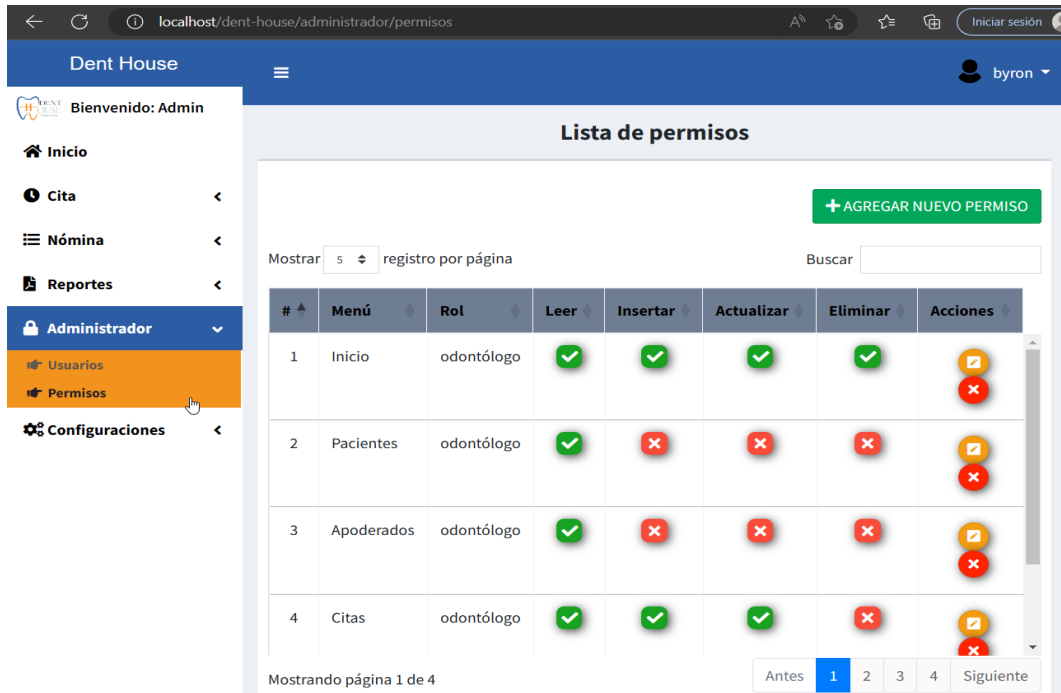 localhost/dent-house/administrador/permisos
Iniciar sesión
Dent House
byron
DENT
Bienvenido: Admin
Inicio
Cita
Nómina
Reportes
Administrador
Usuarios
Permisos
Configuraciones
Lista de permisos
AGREGAR NUEVO PERMISO
Mostrar 5 registro por página
Buscar
# Menú Rol Leer Insertar Actualizar Eliminar Acciones
1 Inicio odontólogo
2 Pacientes odontólogo
3 Apoderados odontólogo
4 Citas odontólogo
Mostrando página 1 de 4
Antes 1 2 3 4 Siguiente